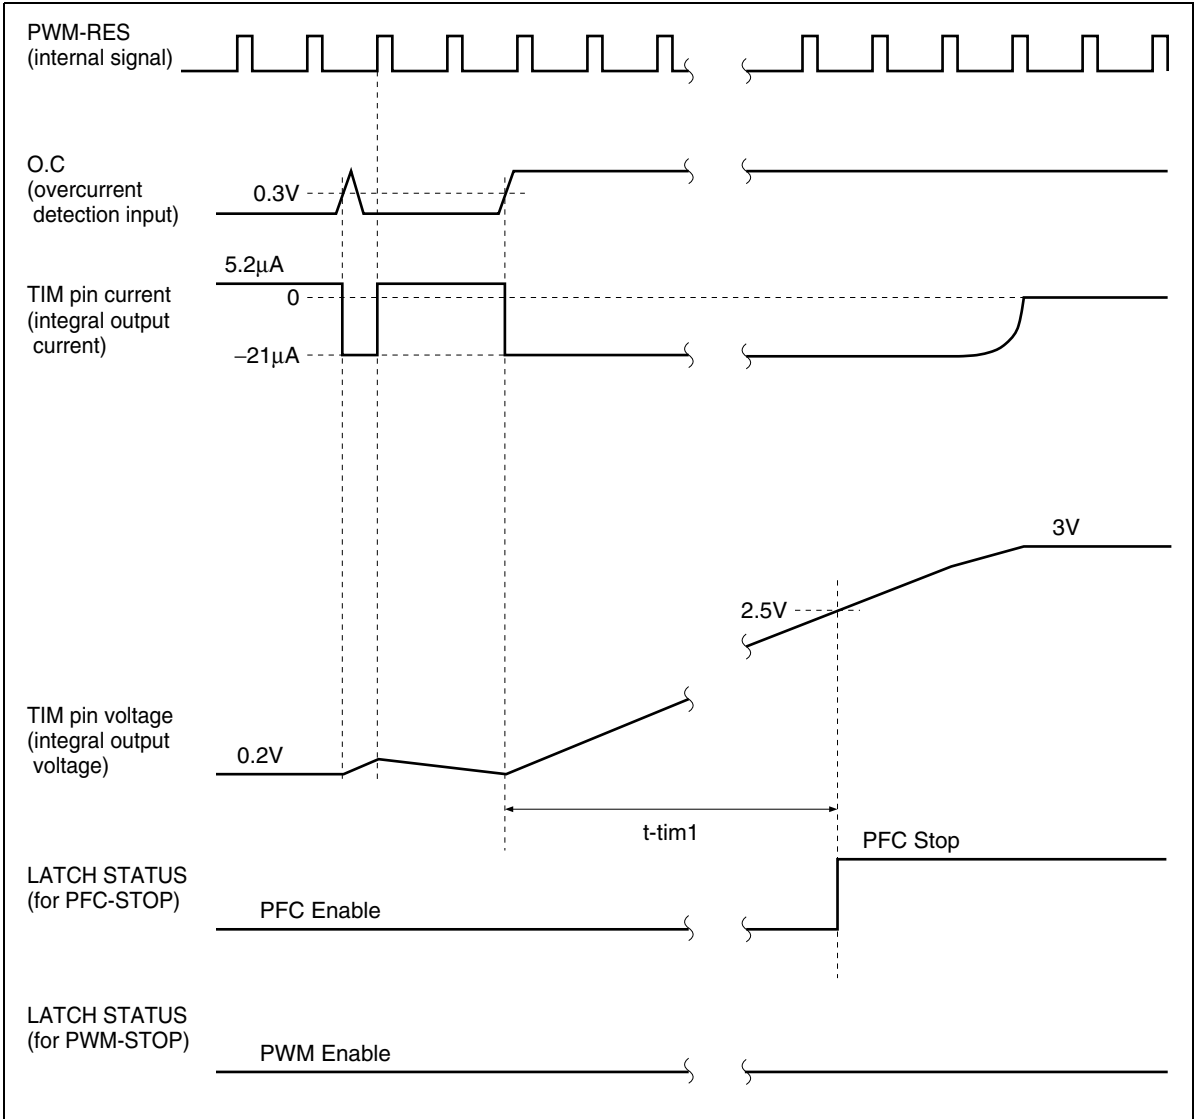 PWM-RES
(internal signal)
O.C
(overcurrent
detection input)
0.3V
5.2μA
TIM pin current
(integral output
current)
0
−21μA
3V
2.5V
TIM pin voltage
(integral output
voltage)
0.2V
t-tim1
PFC Stop
LATCH STATUS
(for PFC-STOP)
PFC Enable
LATCH STATUS
(for PWM-STOP)
PWM Enable